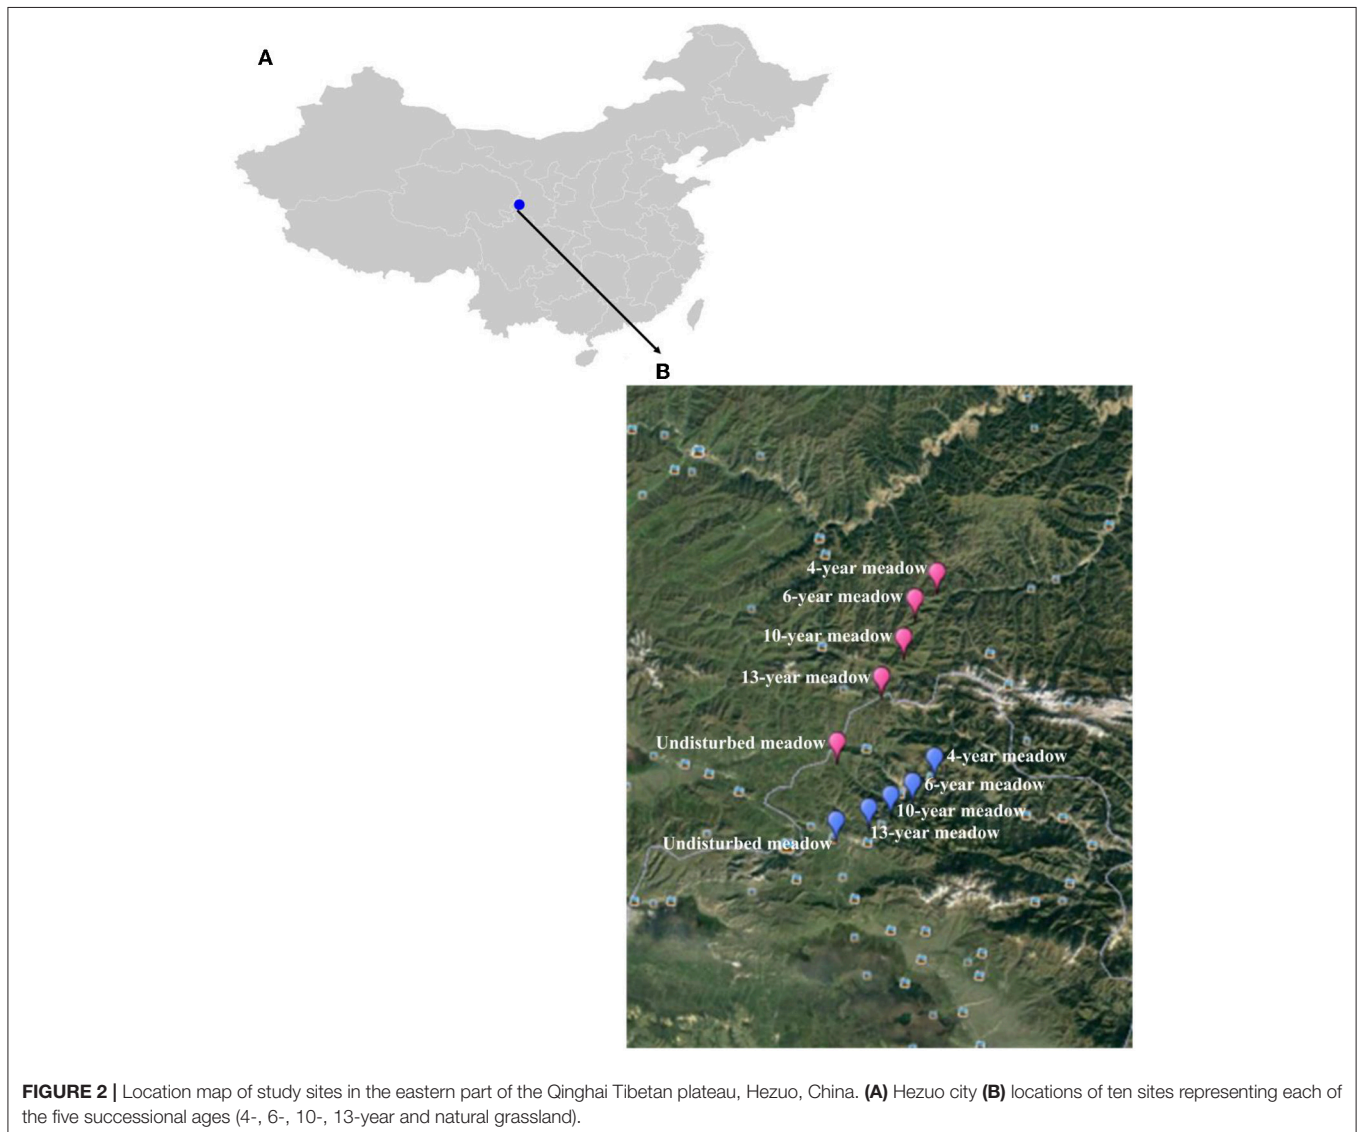 A
B
4-year meadow
6-year meadow
10-year meadow
13-year meadow
Undisturbed meadow
4-year meadow
6-year meadow
10-year meadow
13-year meadow
Undisturbed meadow
FIGURE 2 | Location map of study sites in the eastern part of the Qinghai Tibetan plateau, Hezuo, China. (A) Hezuo city (B) locations of ten sites representing each of
the five successional ages (4-, 6-, 10-, 13-year and natural grassland).